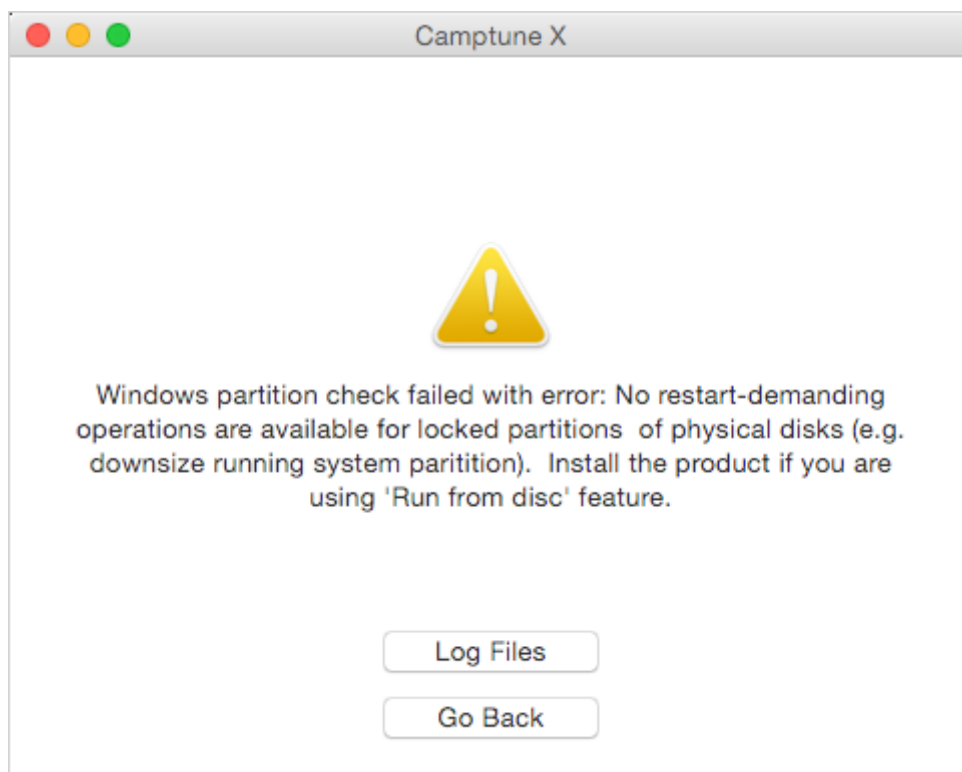 Camptune X
Windows partition check failed with error: No restart-demanding
operations are available for locked partitions  of physical disks (e.g.
downsize running system paritition).  Install the product if you are
using 'Run from disc' feature.
Log Files
Go Back